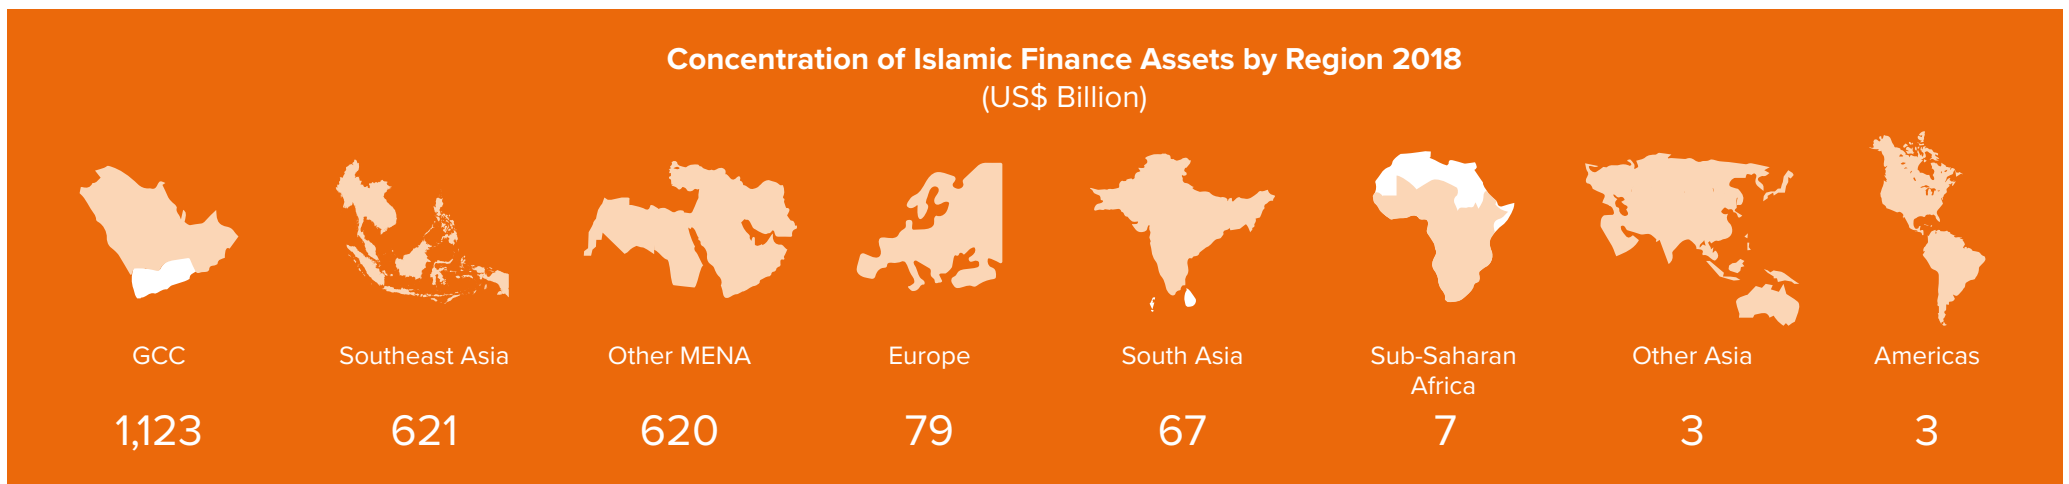 Concentration of Islamic Finance Assets by Region 2018
(US$ Billion)
GCC
1,123
Southeast Asia
621
Other MENA
620
Europe
79
South Asia
67
Sub-Saharan
Africa
7
Other Asia
3
Americas
3